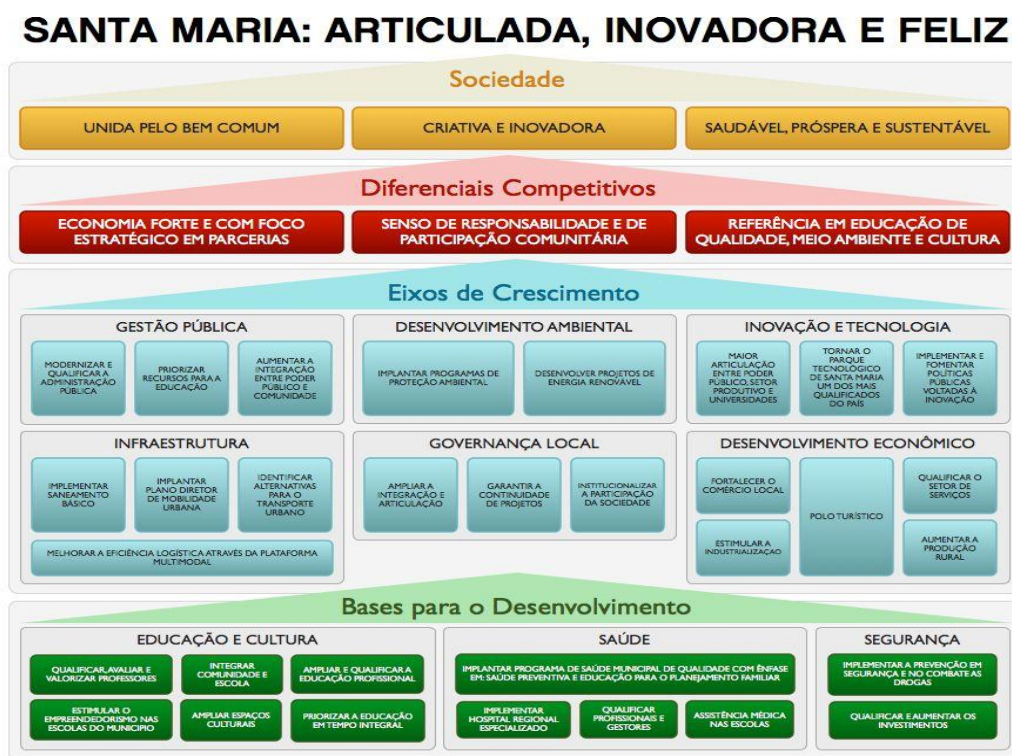 SANTA MARIA: ARTICULADA, INOVADORA E FELIZ
Sociedade
UNIDA PELO BEM COMUM
CRIATIVA E INOVADORA
SAUDÁVEL, PRÓSPERA E SUSTENTÁVEL
Diferenciais Competitivos
ECONOMIA FORTE E COM FOCO
ESTRATÉGICO EM PARCERIAS
SENSO DE RESPONSABILIDADE E DE
PARTICIPAÇÃO COMUNITÁRIA
REFERÊNCIA EM EDUCAÇÃO DE
QUALIDADE, MEIO AMBIENTE E CULTURA
Eixos de Crescimento
GESTÃO PÚBLICA
MODERNIZAR E
QUALIFICAR A
ADMINISTRAÇÃO
PÚBLICA
PRIORIZAR
RECURSOS PARA A
EDUCAÇÃO
AUMENTAR A
INTEGRAÇÃO
ENTRE PODER
PÚBLICO E
COMUNIDADE
DESENVOLVIMENTO AMBIENTAL
IMPLANTAR PROGRAMAS DE
PROTEÇÃO AMBIENTAL
DESENVOLVER PROJETOS DE
ENERGIA RENOVÁVEL
INOVAÇÃO E TECNOLOGIA
MAIOR
ARTICULAÇÃO
ENTRE PODER
PÚBLICO, SETOR
PRODUTIVO E
UNIVERSIDADES
TORNAR O
PARQUE
TECNOLÓGICO
DE SANTA MARIA
UM DOS MAIS
QUALIFICADOS
DO PAÍS
IMPLEMENTAR E
FOMENTAR
POLÍTICAS
PÚBLICAS
VOLTADAS À
INOVAÇÃO
INFRAESTRUTURA
IMPLEMENTAR
SANEAMENTO
BÁSICO
IMPLANTAR
PLANO DIRETOR
DE MOBILIDADE
URBANA
IDENTIFICAR
ALTERNATIVAS
PARA O
TRANSPORTE
URBANO
MELHORAR A EFICIÊNCIA LOGÍSTICA ATRAVÉS DA PLATAFORMA
MULTIMODAL
GOVERNANÇA LOCAL
AMPLIAR A
INTEGRAÇÃO E
ARTICULAÇÃO
GARANTIR A
CONTINUIDADE
DE PROJETOS
INSTITUCIONALIZAR
A PARTICIPAÇÃO
DA SOCIEDADE
DESENVOLVIMENTO ECONÔMICO
FORTALECER O
COMÉRCIO LOCAL
ESTIMULAR A
INDUSTRIALIZAÇAO
POLO TURÍSTICO
QUALIFICAR O
SETOR DE
SERVIÇOS
AUMENTAR A
PRODUÇÃO
RURAL
Bases para o Desenvolvimento
EDUCAÇÃO E CULTURA
QUALIFICAR, AVALIAR E
VALORIZAR PROFESSORES
INTEGRAR
COMUNIDADE E
ESCOLA
AMPLIAR E QUALIFICAR A
EDUCAÇÃO PROFISSIONAL
ESTIMULAR O
EMPREENDEDORISMO NAS
ESCOLAS DO MUNICIPIO
AMPLIAR ESPAÇOS
CULTURAIS
PRIORIZAR A EDUCAÇÃO
EM TEMPO INTEGRAL
SAÚDE
IMPLANTAR PROGRAMA DE SAÚDE MUNICIPAL DE QUALIDADE COM ÊNFASE
EM: SAÚDE PREVENTIVA E EDUCAÇÃO PARA O PLANEJAMENTO FAMILIAR
IMPLEMENTAR
HOSPITAL REGIONAL
ESPECIALIZADO
QUALIFICAR
PROFISSIONAIS E
GESTORES
ASSISTÊNCIA MÉDICA
NAS ESCOLAS
SEGURANÇA
IMPLEMENTAR A PREVENÇÃO EM
SEGURANÇA E NO COMBATE AS
DROGAS
QUALIFICAR E AUMENTAR OS
INVESTIMENTOS